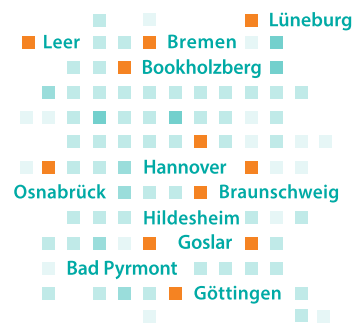 Lüneburg
Leer Bremen
Bookholzberg
Hannover
Osnabrück Braunschweig
Hildesheim
Goslar
Bad Pyrmont
Göttingen